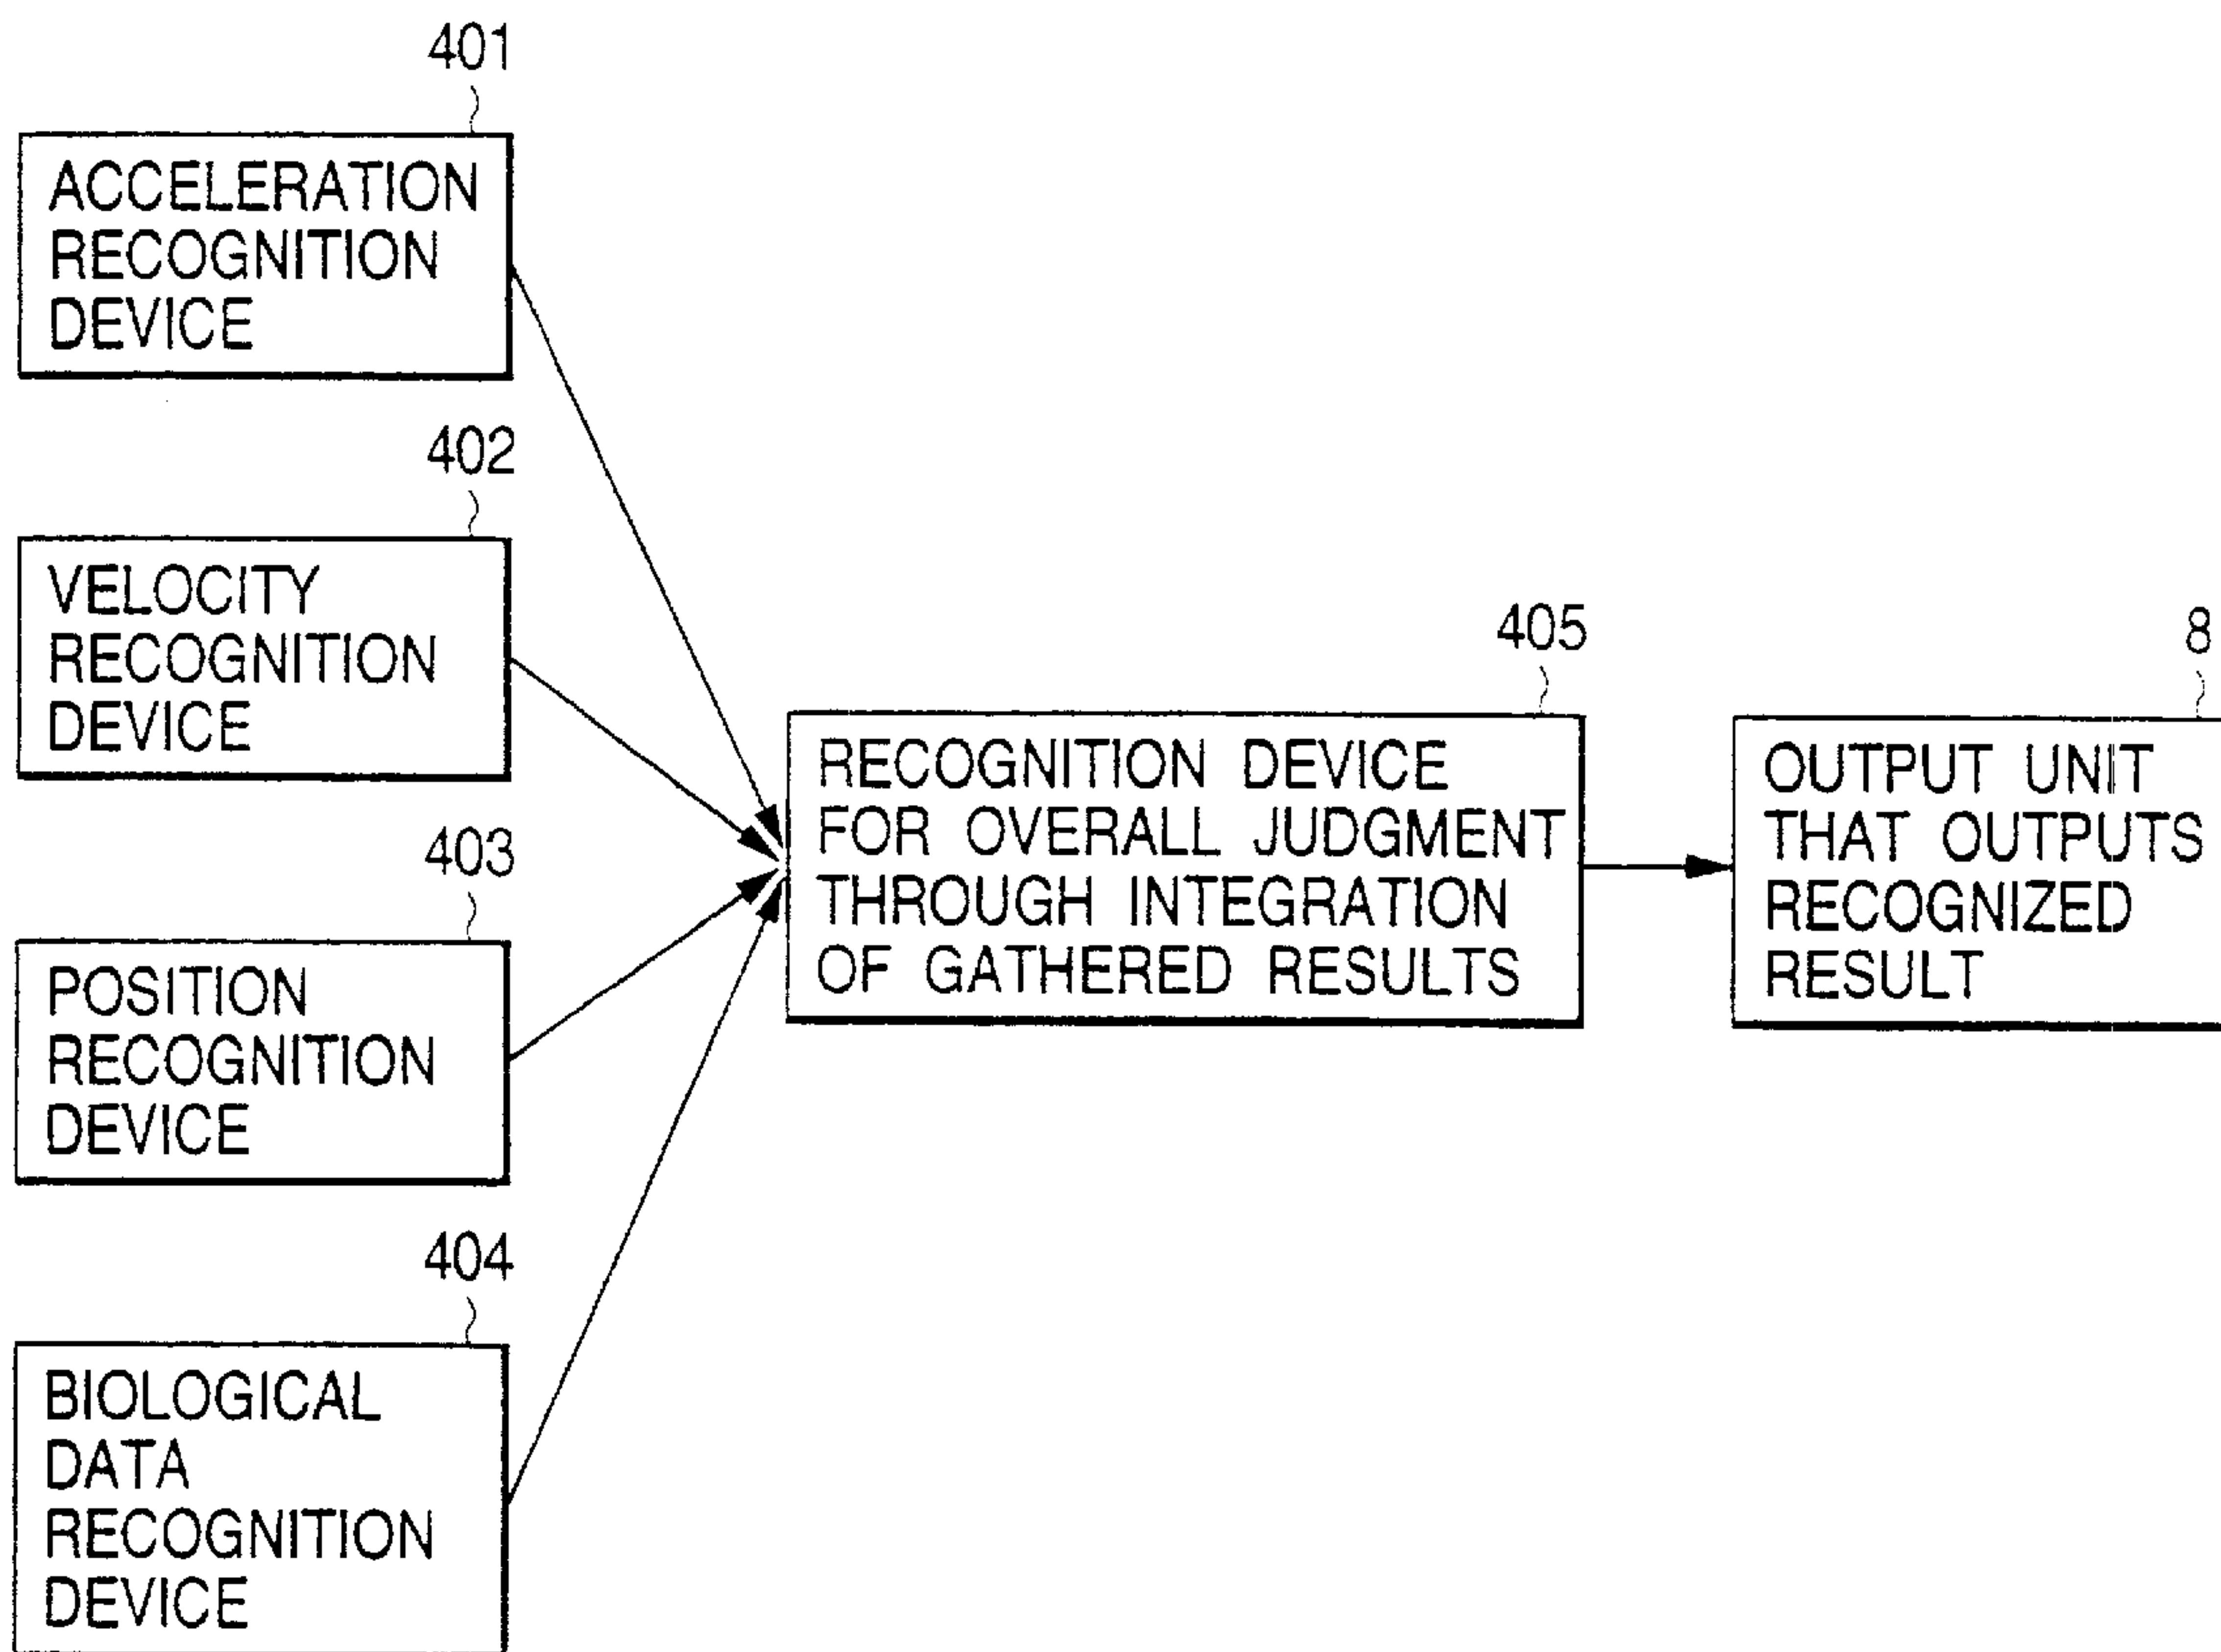 401
ACCELERATION
RECOGNITION
DEVICE
402
VELOCITY
RECOGNITION
DEVICE
403
POSITION
RECOGNITION
DEVICE
404
BIOLOGICAL
DATA
RECOGNITION
DEVICE
405
RECOGNITION DEVICE
FOR OVERALL JUDGMENT
THROUGH INTEGRATION
OF GATHERED RESULTS
8
OUTPUT UNIT
THAT OUTPUTS
RECOGNIZED
RESULT